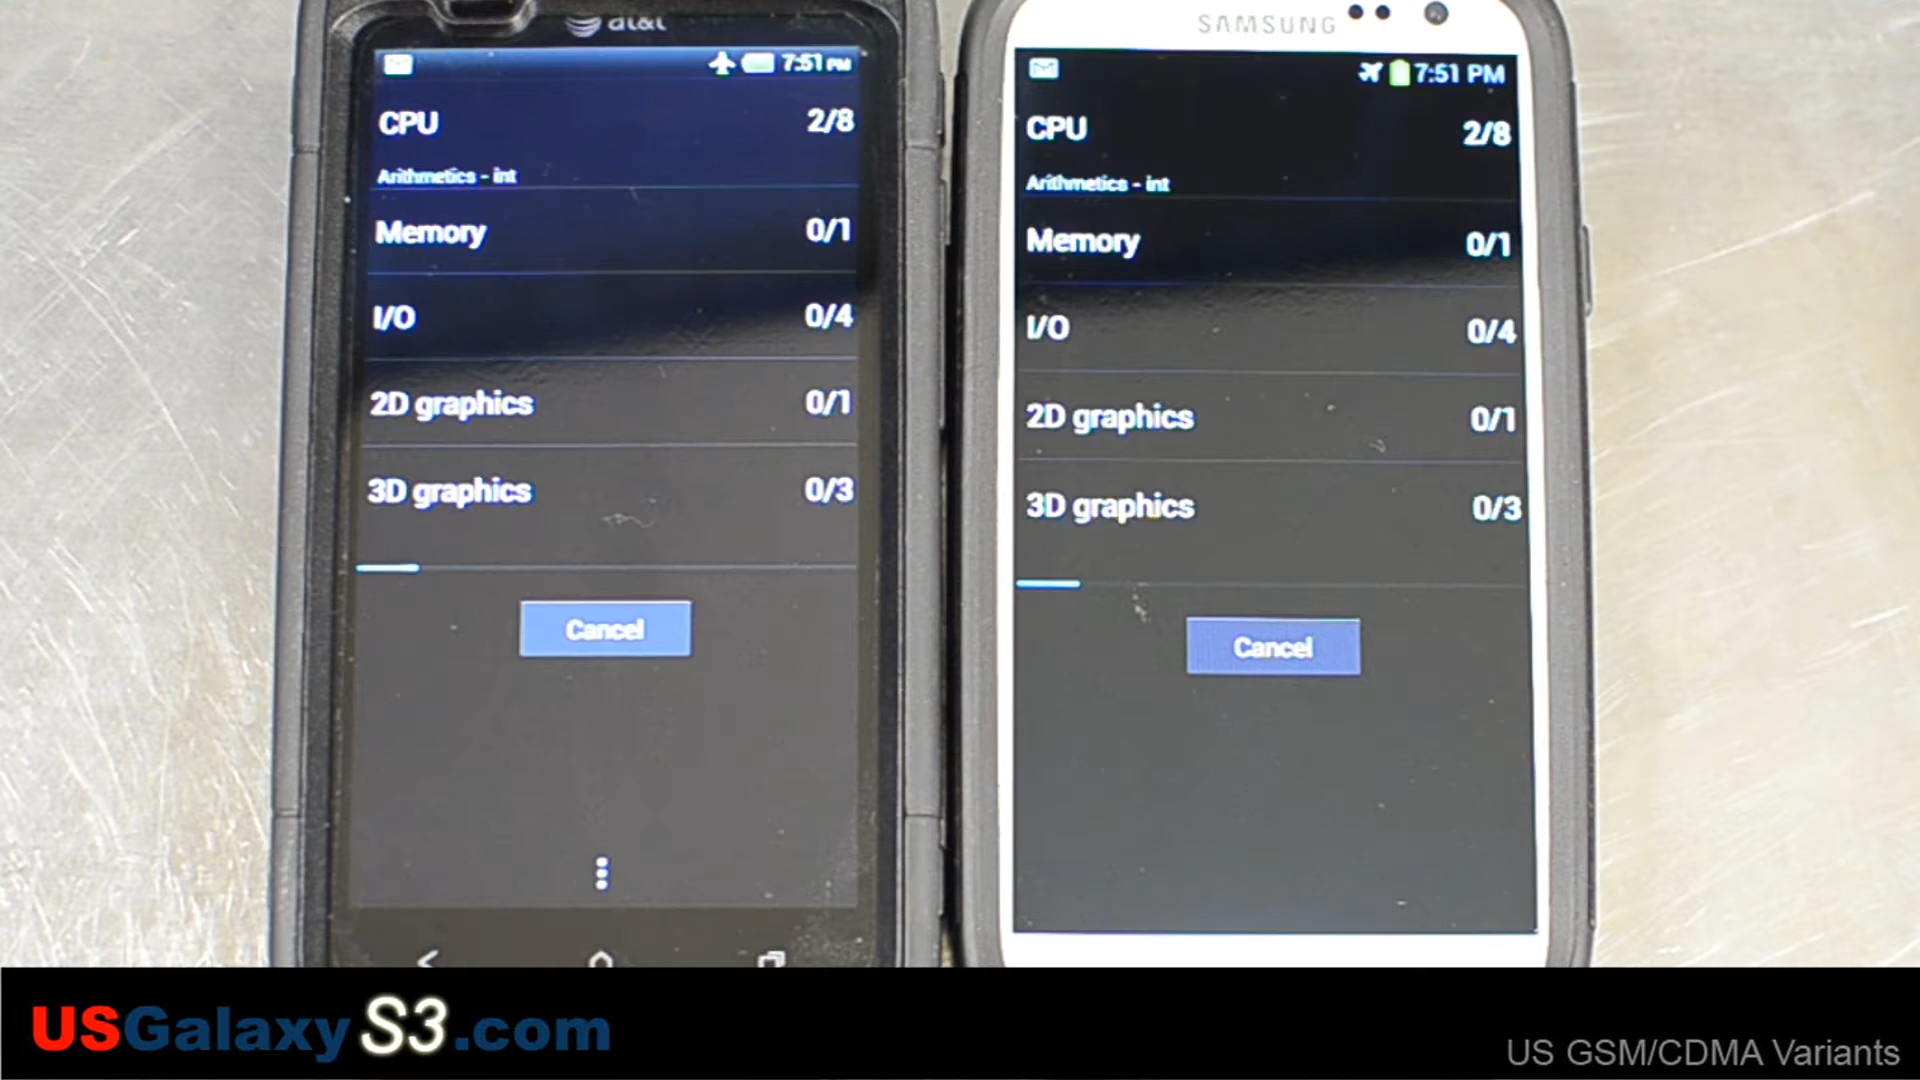 at&t
7:51 PM
CPU 2/8
Arithmetics - int
Memory 0/1
I/O 0/4
2D graphics 0/1
3D graphics 0/3
Cancel
SAMSUNG
7:51 PM
CPU 2/8
Arithmetics - int
Memory 0/1
I/O 0/4
2D graphics 0/1
3D graphics 0/3
Cancel
USGalaxyS3.com
US GSM/CDMA Variants